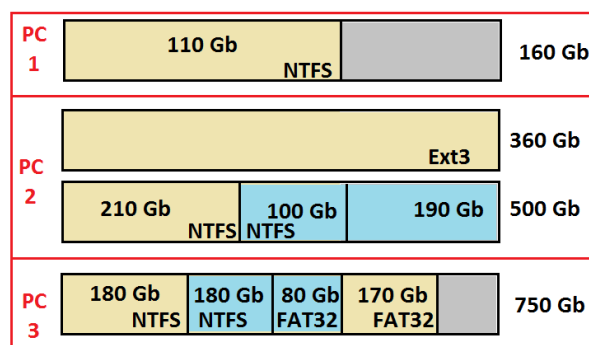 PC
1
110 Gb
NTFS
160 Gb
PC
2
Ext3
360 Gb
210 Gb
NTFS
100 Gb
NTFS
190 Gb
500 Gb
PC
3
180 Gb
NTFS
180 Gb
NTFS
80 Gb
FAT32
170 Gb
FAT32
750 Gb